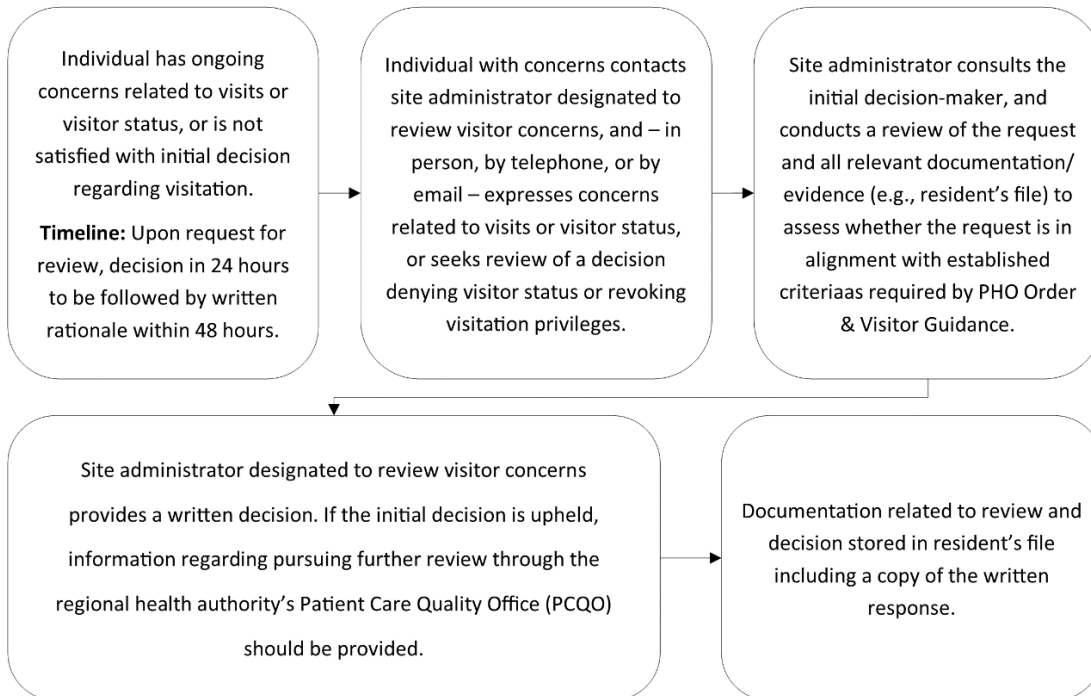 Individual has ongoing
concerns related to visits or
visitor status, or is not
satisfied with initial decision
regarding visitation.
Timeline: Upon request for
review, decision in 24 hours
to be followed by written
rationale within 48 hours.
Individual with concerns contacts
site administrator designated to
review visitor concerns, and – in
person, by telephone, or by
email – expresses concerns
related to visits or visitor status,
or seeks review of a decision
denying visitor status or revoking
visitation privileges.
Site administrator consults the
initial decision-maker, and
conducts a review of the request
and all relevant documentation/
evidence (e.g., resident’s file) to
assess whether the request is in
alignment with established
criteriaas required by PHO Order
& Visitor Guidance.
Site administrator designated to review visitor concerns
provides a written decision. If the initial decision is upheld,
information regarding pursuing further review through the
regional health authority’s Patient Care Quality Office (PCQO)
should be provided.
Documentation related to review and
decision stored in resident’s file
including a copy of the written
response.